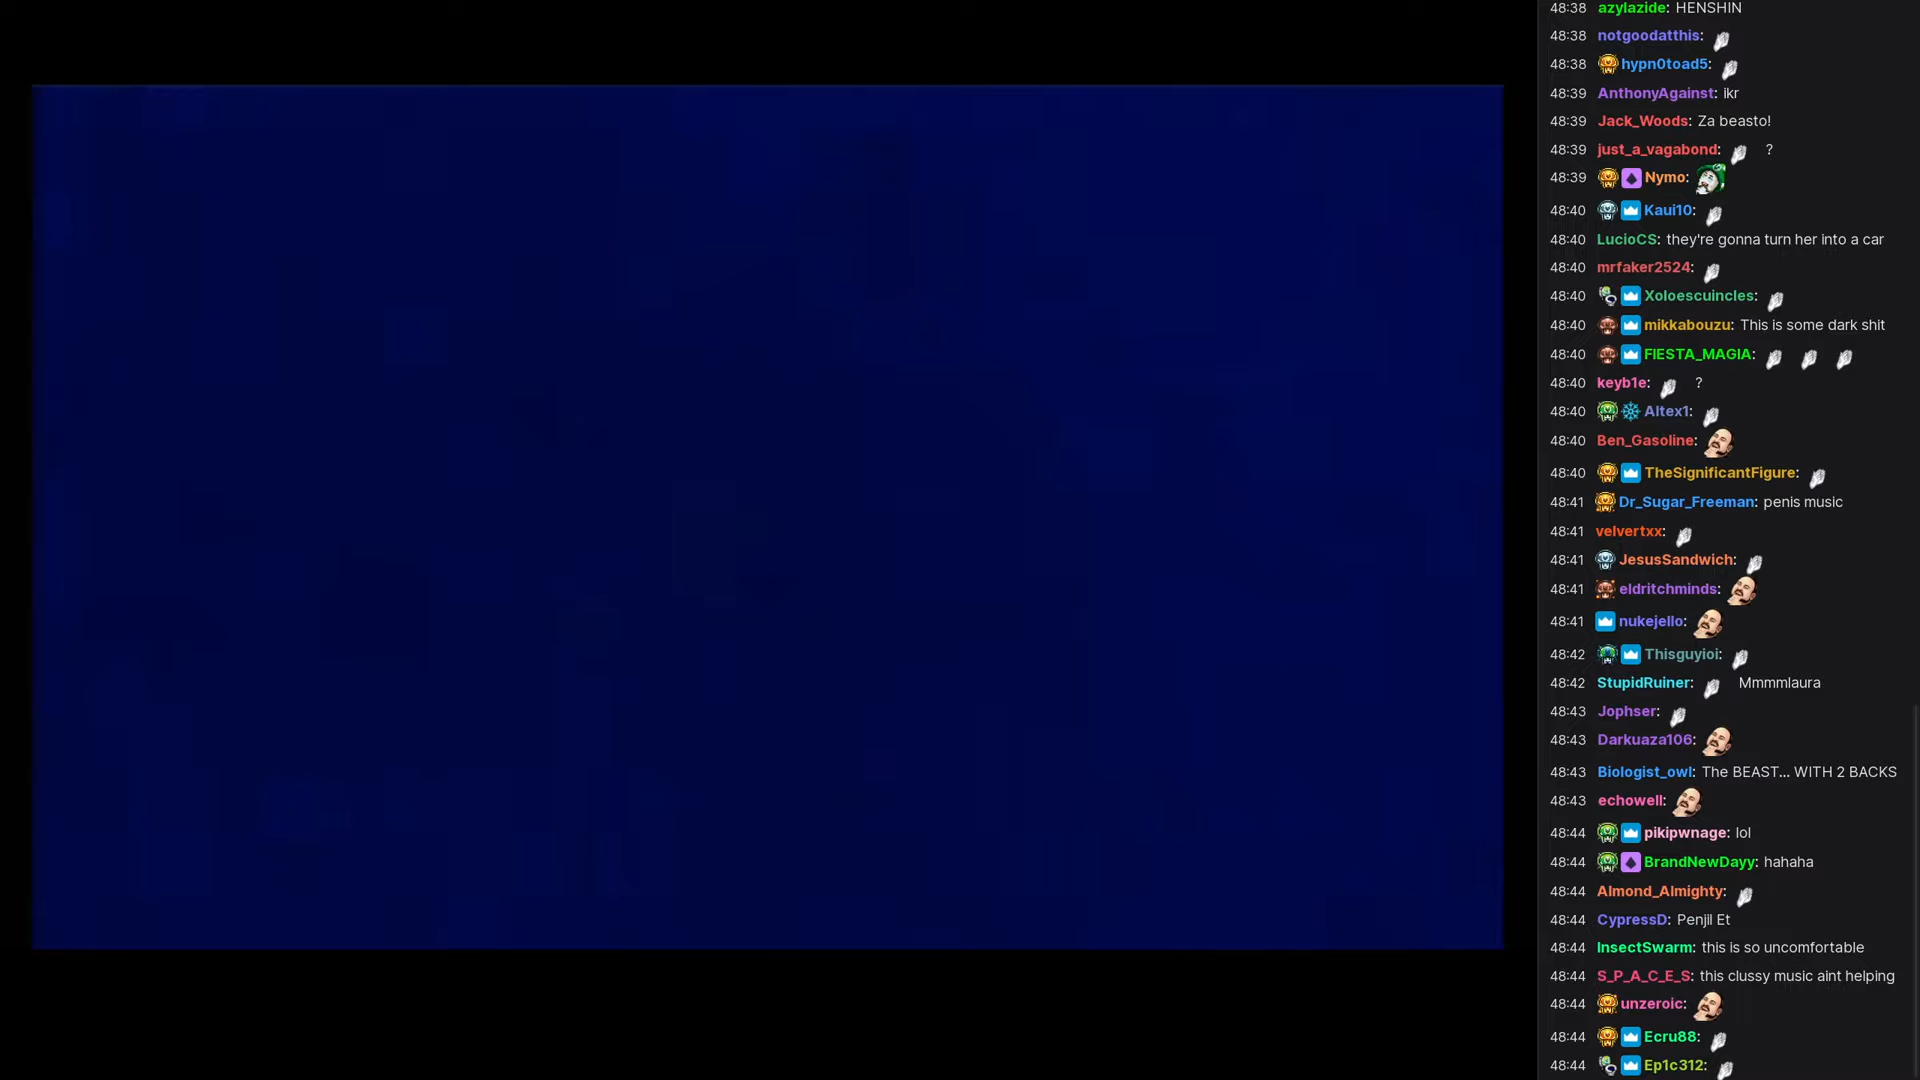 48:38 azylazide: HENSHIN
48:38 notgoodatthis:
48:38 hypn0toad5:
48:39 AnthonyAgainst: ikr
48:39 Jack_Woods: Za beasto!
48:39 just_a_vagabond: ?
48:39 Nymo:
48:40 Kaui10:
48:40 LucioCS: they're gonna turn her into a car
48:40 mrfaker2524:
48:40 Xoloescuincles:
48:40 mikkabouzu: This is some dark shit
48:40 FIESTA_MAGIA:
48:40 keyb1e: ?
48:40 Altex1:
48:40 Ben_Gasoline:
48:40 TheSignificantFigure:
48:41 Dr_Sugar_Freeman: penis music
48:41 velvertxx:
48:41 JesusSandwich:
48:41 eldritchminds:
48:41 nukejello:
48:42 Thisguyioi:
48:42 StupidRuiner: Mmmmlaura
48:43 Jophser:
48:43 Darkuaza106:
48:43 Biologist_owl: The BEAST... WITH 2 BACKS
48:43 echowell:
48:44 pikipwnage: lol
48:44 BrandNewDayy: hahaha
48:44 Almond_Almighty:
48:44 CypressD: Penjil Et
48:44 InsectSwarm: this is so uncomfortable
48:44 S_P_A_C_E_S: this clussy music aint helping
48:44 unzeroic:
48:44 Ecru88:
48:44 Ep1c312: